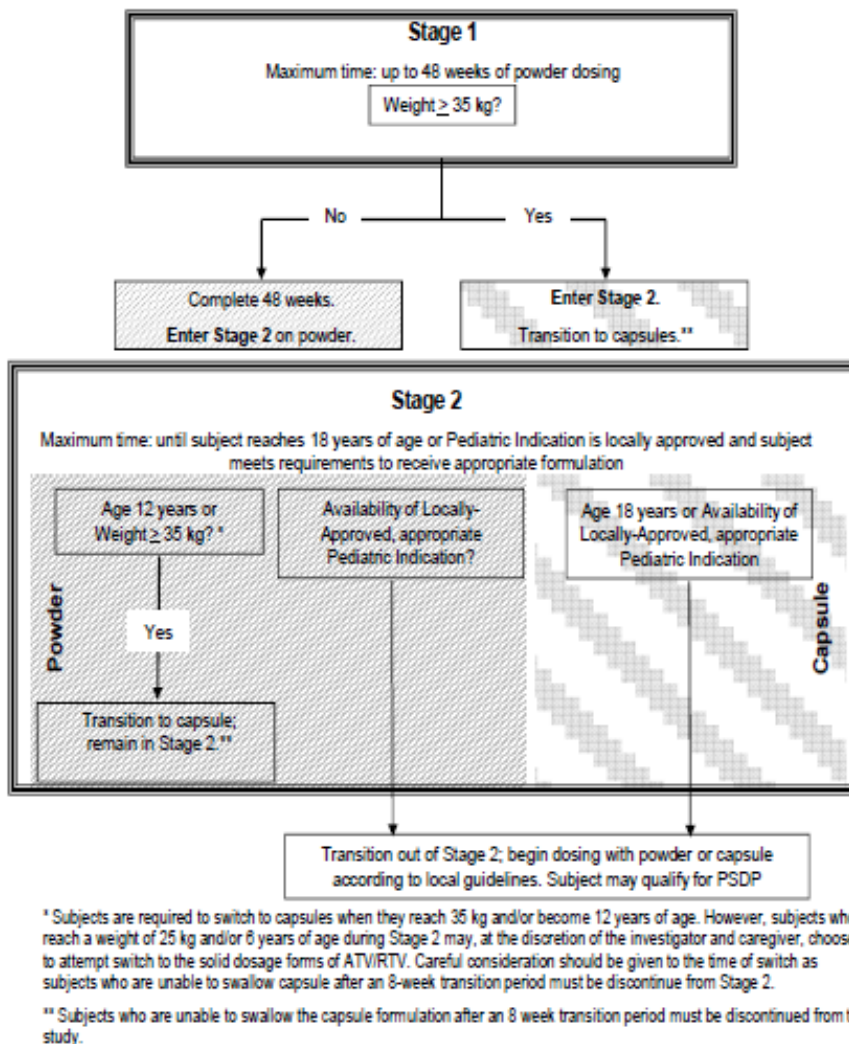 Stage 1
Maximum time: up to 48 weeks of powder dosing
Weight ≥ 35 kg?
No
Yes
Complete 48 weeks.
Enter Stage 2 on powder.
Enter Stage 2.
Transition to capsules.**
Stage 2
Maximum time: until subject reaches 18 years of age or Pediatric Indication is locally approved and subject
meets requirements to receive appropriate formulation
Age 12 years or
Weight ≥ 35 kg? *
Availability of Locally-
Approved, appropriate
Pediatric Indication?
Age 18 years or Availability of
Locally-Approved, appropriate
Pediatric Indication
Powder
Yes
Capsule
Transition to capsule;
remain in Stage 2.**
Transition out of Stage 2; begin dosing with powder or capsule
according to local guidelines. Subject may qualify for PSDP
* Subjects are required to switch to capsules when they reach 35 kg and/or become 12 years of age. However, subjects wh
reach a weight of 25 kg and/or 6 years of age during Stage 2 may, at the discretion of the investigator and caregiver, choose
to attempt switch to the solid dosage forms of ATV/RTV. Careful consideration should be given to the time of switch as
subjects who are unable to swallow capsule after an 8-week transition period must be discontinue from Stage 2.
** Subjects who are unable to swallow the capsule formulation after an 8 week transition period must be discontinued from t
study.